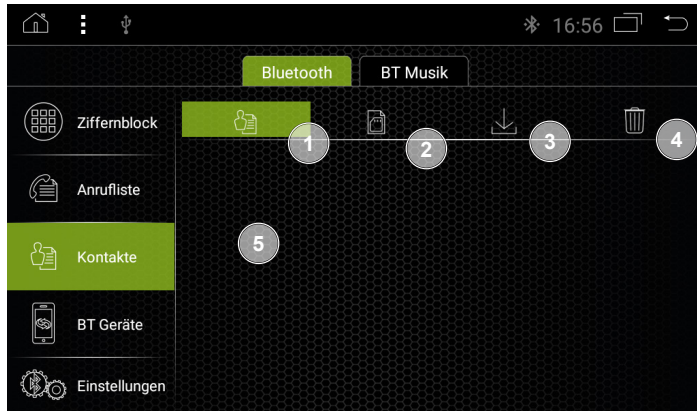 16:56
Bluetooth BT Musik
Ziffernblock
1 2 3 4
Anrufliste
5
Kontakte
BT Geräte
Einstellungen